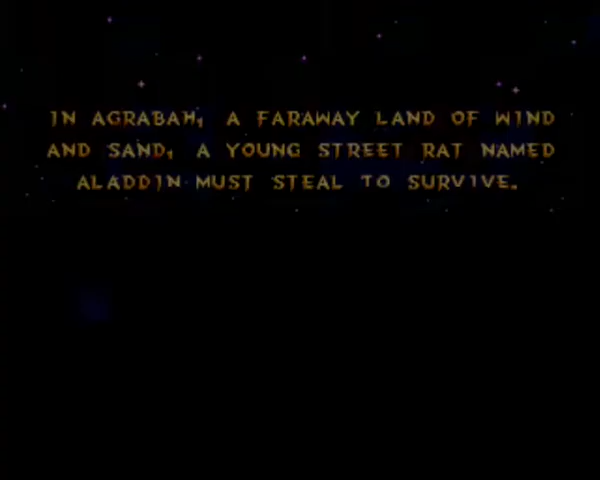 IN AGRABAH, A FARAWAY LAND OF WIND
AND SAND, A YOUNG STREET RAT NAMED
ALADDIN MUST STEAL TO SURVIVE.